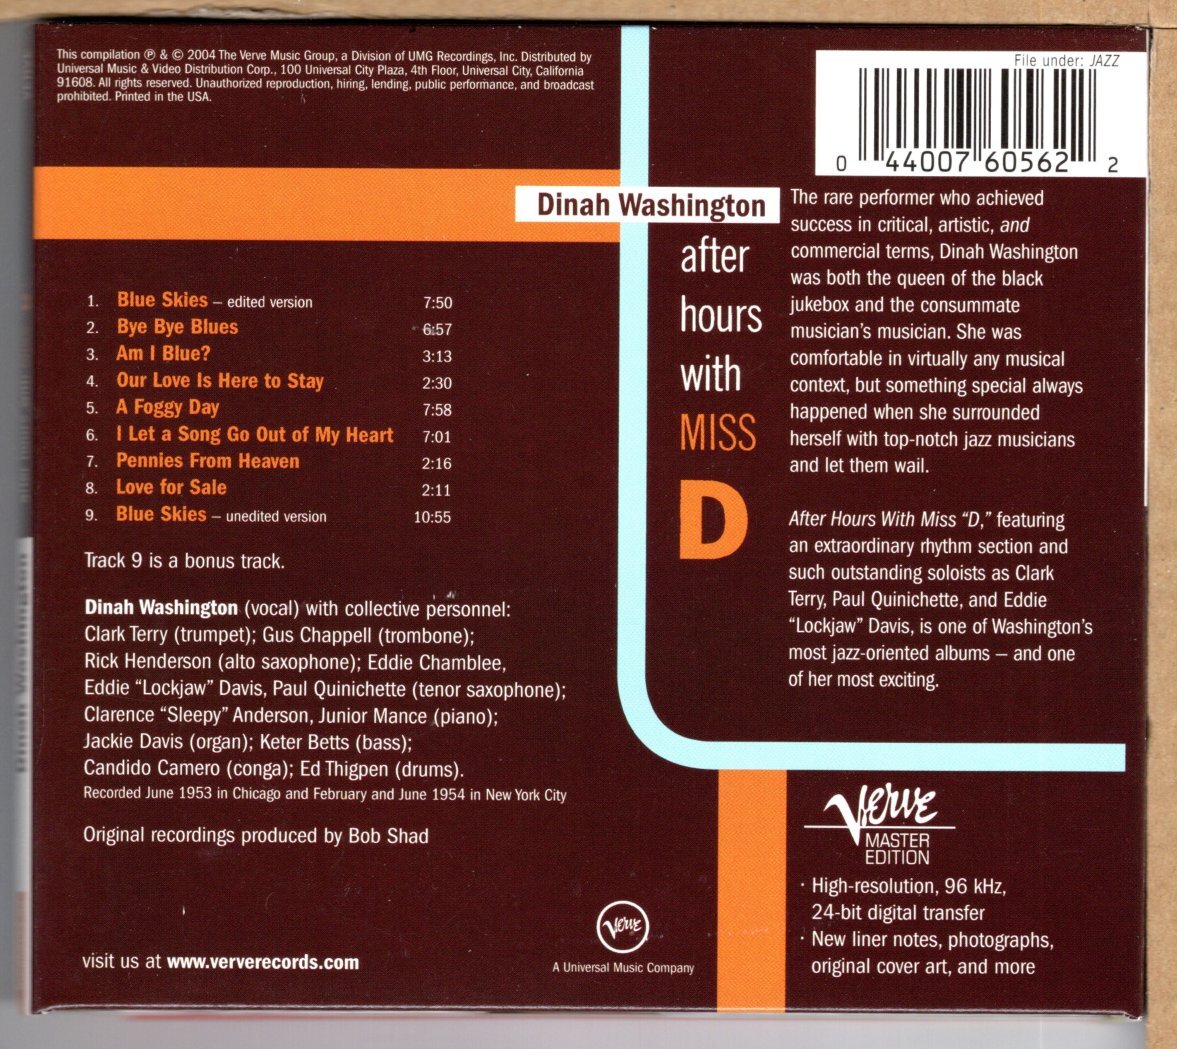 This compilation ℗ & © 2004 The Verve Music Group, a Division of UMG Recordings, Inc. Distributed by
Universal Music & Video Distribution Corp., 100 Universal City Plaza, 4th Floor, Universal City, California
91608. All rights reserved. Unauthorized reproduction, hiring, lending, public performance, and broadcast
prohibited. Printed in the USA.
File under: JAZZ
0 44007 60562 2
Dinah Washington
after
hours
with
MISS
D
1. Blue Skies – edited version 7:50
2. Bye Bye Blues 6:57
3. Am I Blue? 3:13
4. Our Love Is Here to Stay 2:30
5. A Foggy Day 7:58
6. I Let a Song Go Out of My Heart 7:01
7. Pennies From Heaven 2:16
8. Love for Sale 2:11
9. Blue Skies – unedited version 10:55
Track 9 is a bonus track.
Dinah Washington (vocal) with collective personnel:
Clark Terry (trumpet); Gus Chappell (trombone);
Rick Henderson (alto saxophone); Eddie Chamblee,
Eddie "Lockjaw" Davis, Paul Quinichette (tenor saxophone);
Clarence "Sleepy" Anderson, Junior Mance (piano);
Jackie Davis (organ); Keter Betts (bass);
Candido Camero (conga); Ed Thigpen (drums).
Recorded June 1953 in Chicago and February and June 1954 in New York City
Original recordings produced by Bob Shad
visit us at www.ververecords.com
Verve
A Universal Music Company
The rare performer who achieved
success in critical, artistic, and
commercial terms, Dinah Washington
was both the queen of the black
jukebox and the consummate
musician's musician. She was
comfortable in virtually any musical
context, but something special always
happened when she surrounded
herself with top-notch jazz musicians
and let them wail.
After Hours With Miss "D," featuring
an extraordinary rhythm section and
such outstanding soloists as Clark
Terry, Paul Quinichette, and Eddie
"Lockjaw" Davis, is one of Washington's
most jazz-oriented albums – and one
of her most exciting.
Verve
MASTER
EDITION
· High-resolution, 96 kHz,
24-bit digital transfer
· New liner notes, photographs,
original cover art, and more